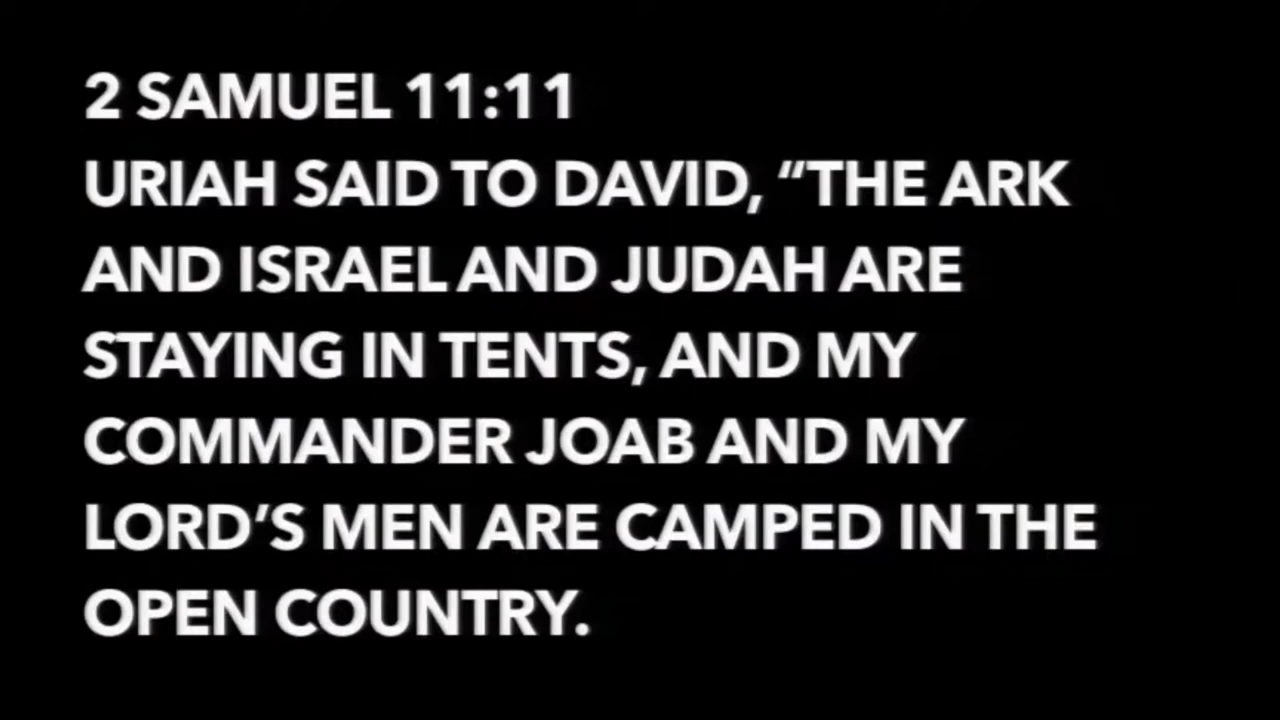 2 SAMUEL 11:11
URIAH SAID TO DAVID, “THE ARK
AND ISRAEL AND JUDAH ARE
STAYING IN TENTS, AND MY
COMMANDER JOAB AND MY
LORD’S MEN ARE CAMPED IN THE
OPEN COUNTRY.